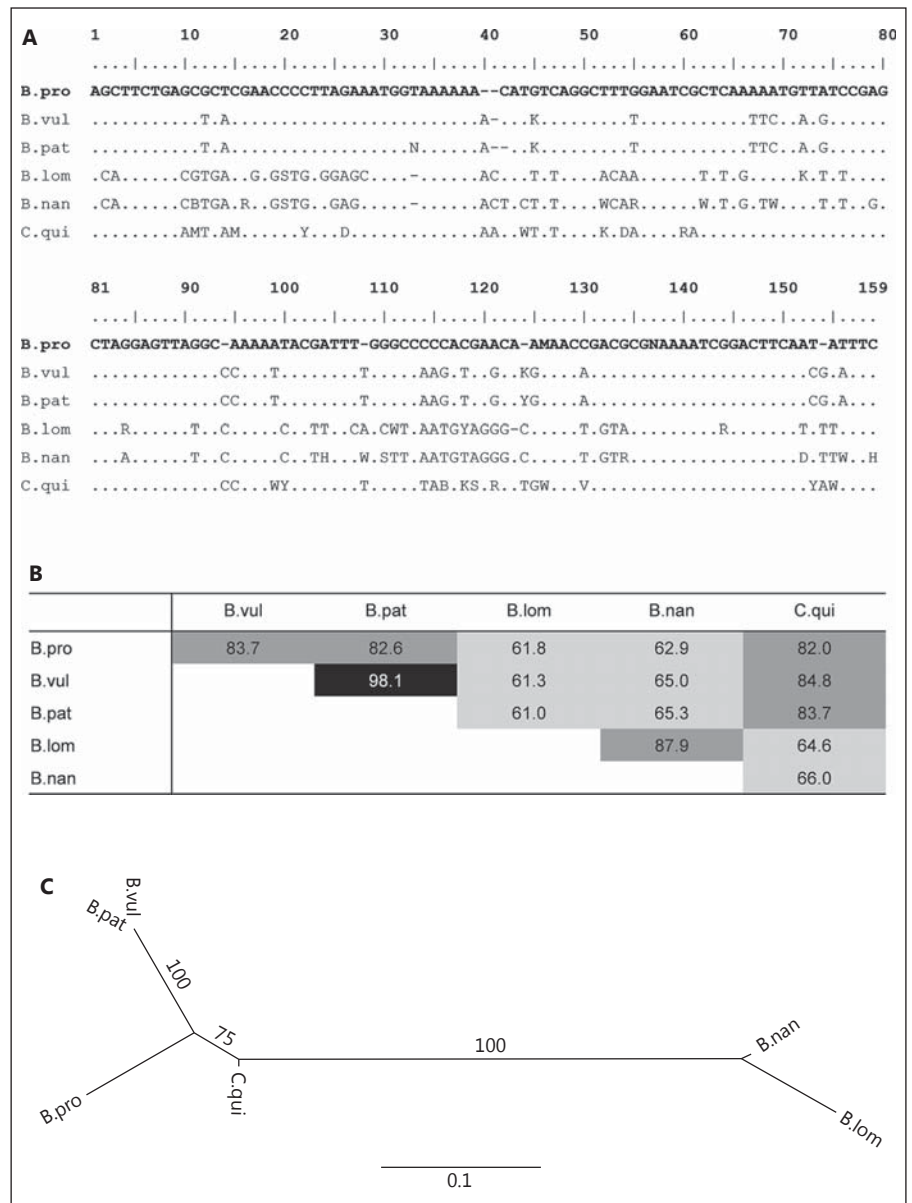 A
1 10 20 30 40 50 60 70 80
....|....|....|....|....|....|....|....|....|....|....|....|....|....|....|....|
B.pro AGCTTCTGAGCGCTCGAACCCCTTAGAAATGGTAAAAAA--CATGTCAGGCTTTGGAATCGCTCAAAAATGTTATCCGAG
B.vul ...........T.A.........................A-...K.........T...........TTC..A.G......
B.pat ...........T.A..................N......A--..K.........T...........TTC..A.G......
B.lom .CA......CGTGA..G.GSTG.GGAGC....-......AC...T.T....ACAA......T.T.G.....K.T.T....
B.nan .CA......CBTGA.R..GSTG..GAG.....-......ACT.CT.T....WCAR......W.T.G.TW....T.T..G.
C.qui .........AMT.AM......Y...D.............AA..WT.T....K.DA....RA...................
81 90 100 110 120 130 140 150 159
....|....|....|....|....|....|....|....|....|....|....|....|....|....|....|....
B.pro CTAGGAGTTAGGC-AAAAATACGATTT-GGGCCCCCACGAACA-AMAACCGACGCGNAAAATCGGACTTCAAT-ATTTC
B.vul .............CC...T........T.....AAG.T..G..KG....A......................CG.A...
B.pat .............CC...T........T.....AAG.T..G..YG....A......................CG.A...
B.lom ...R......T..C.....C..TT..CA.CWT.AATGYAGGG-C.....T.GTA.........R.......T.TT....
B.nan ...A......T..C.....C..TH...W.STT.AATGTAGGG.C.....T.GTR.................D.TTW..H
C.qui .............CC...WY.......T.....TAB.KS.R..TGW...V......................YAW....
B
B.vul B.pat B.lom B.nan C.qui
B.pro 83.7 82.6 61.8 62.9 82.0
B.vul 98.1 61.3 65.0 84.8
B.pat 61.0 65.3 83.7
B.lom 87.9 64.6
B.nan 66.0
C
B.vul
B.pat
100
75
100
B.nan
B.pro
C.qui
B.lom
0.1